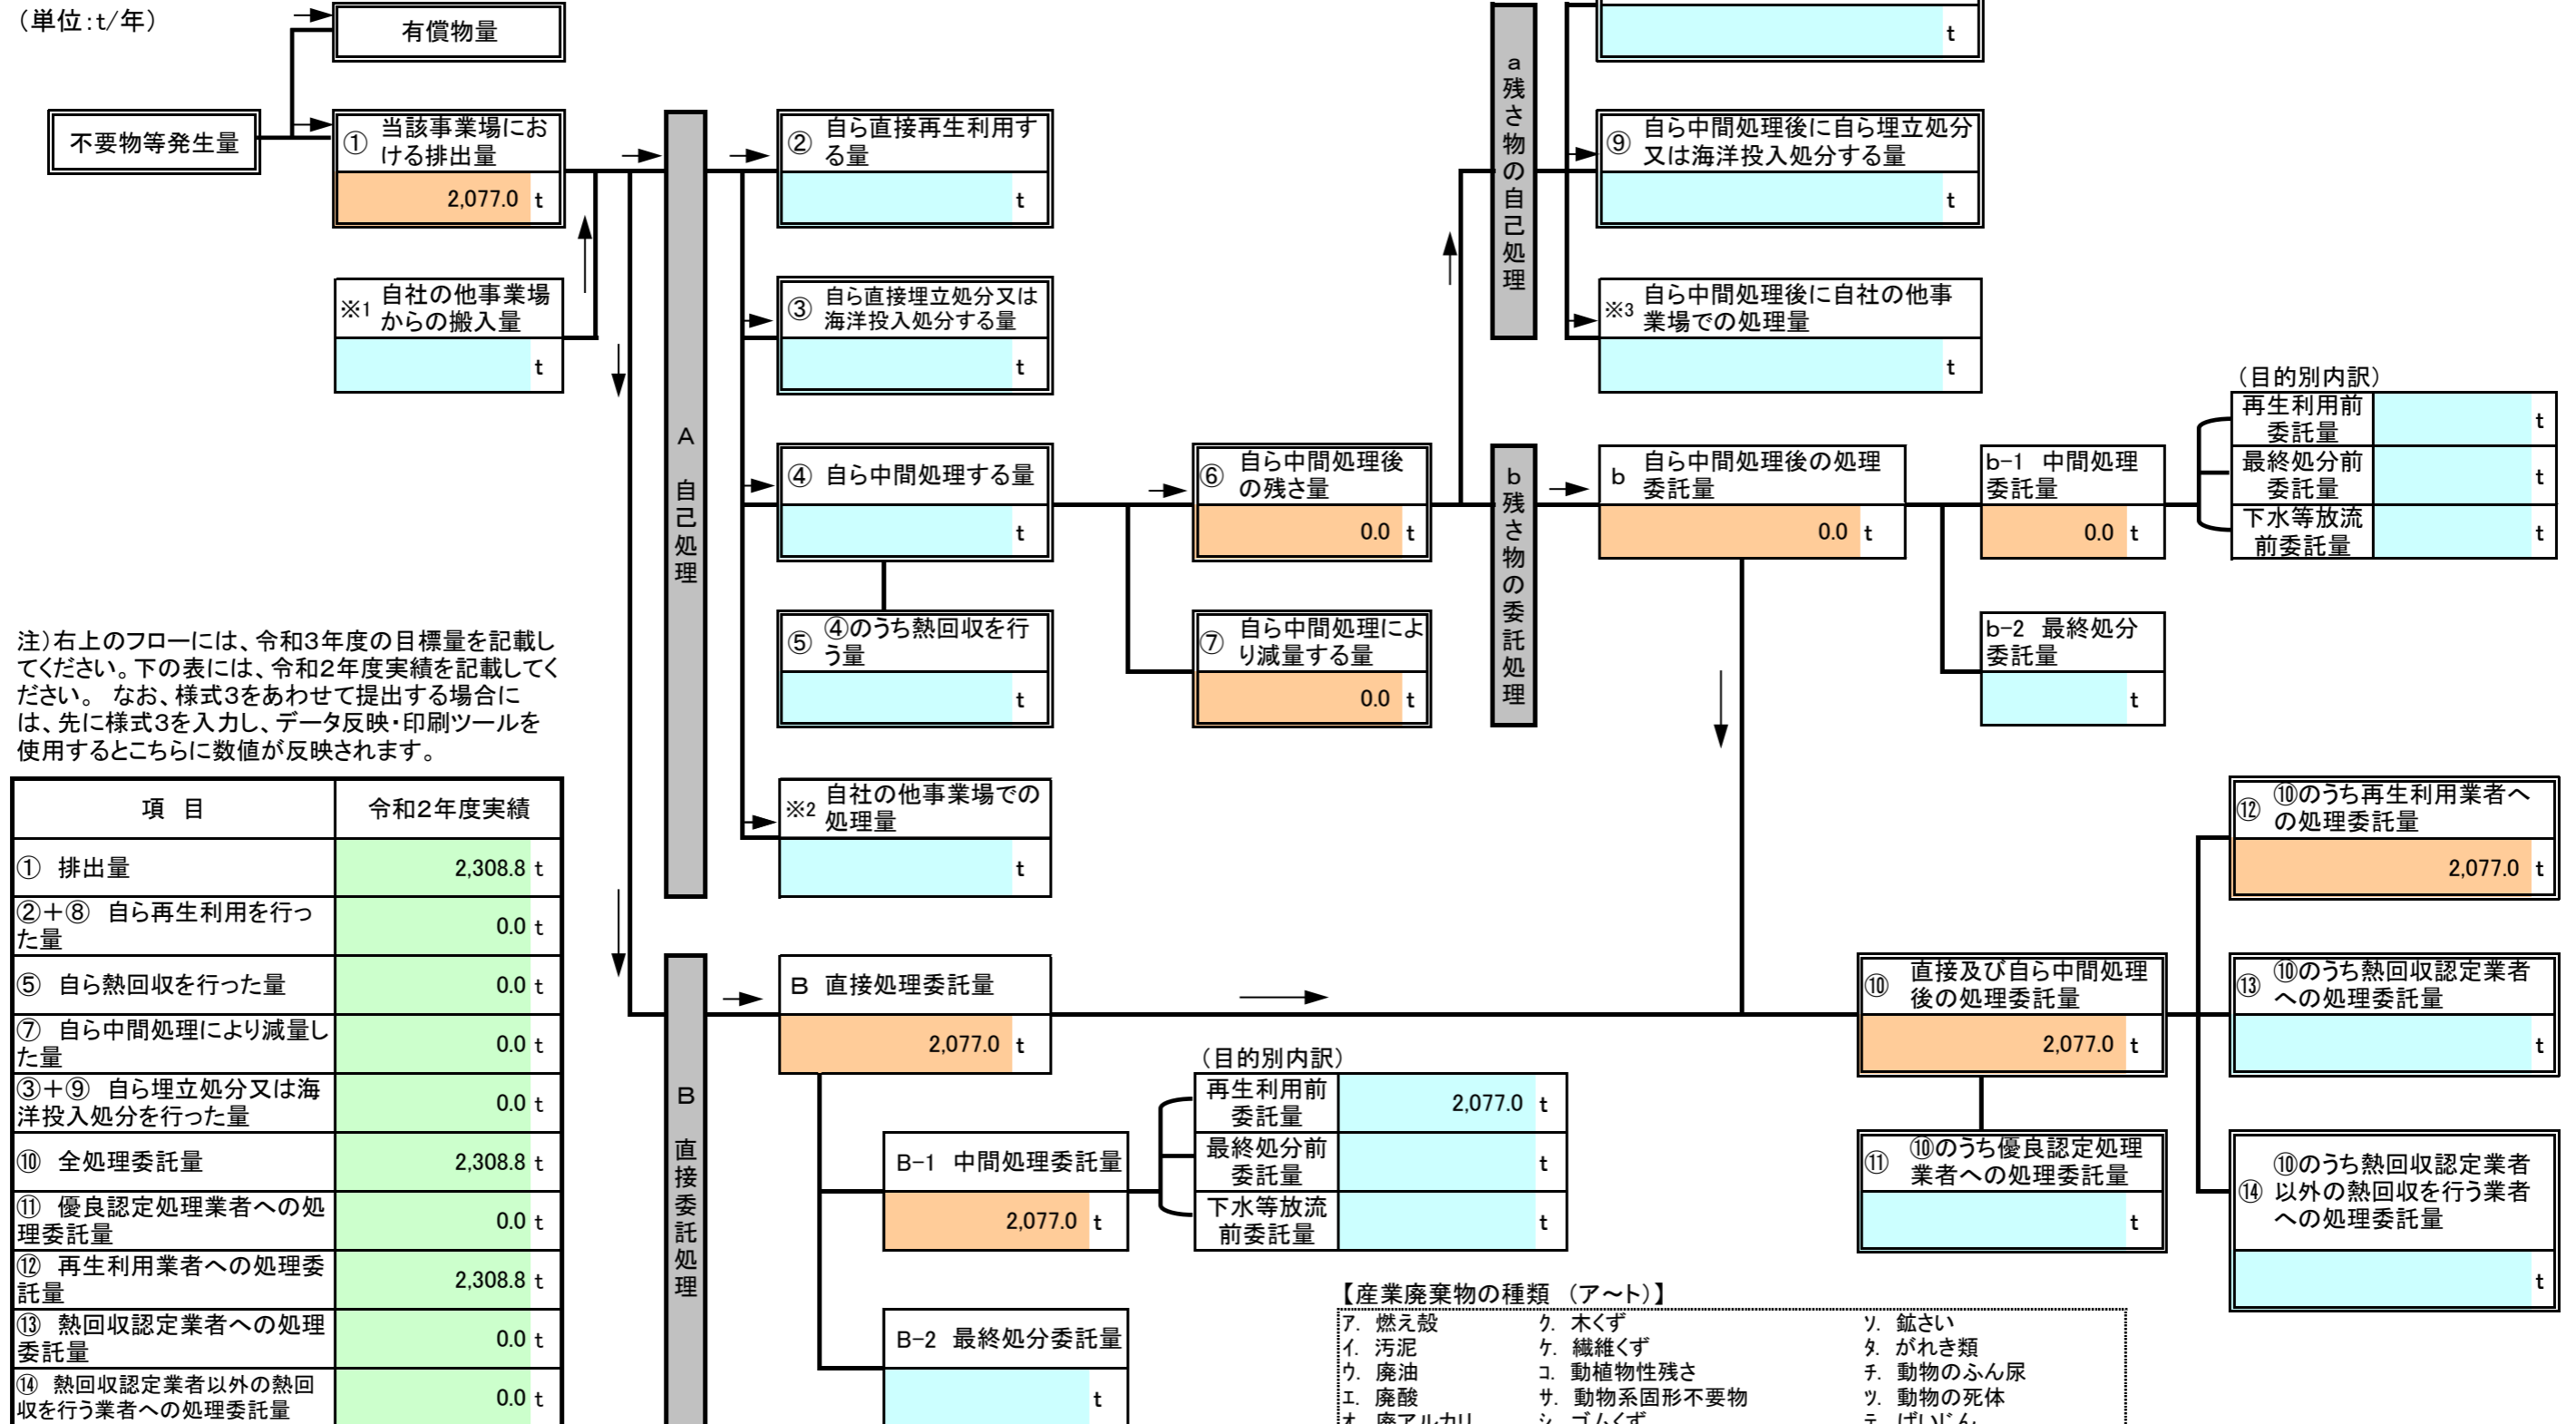 （単位：t/年）
有償物量
不要物等発生量
① 当該事業場にお
ける排出量
2,077.0 t
※1 自社の他事業場
からの搬入量
t
A 自己処理
② 自ら直接再生利用す
る量
t
③ 自ら直接埋立処分又は
海洋投入処分する量
t
④ 自ら中間処理する量
t
⑤ ④のうち熱回収を行
う量
t
※2 自社の他事業場での
処理量
t
⑥ 自ら中間処理後
の残さ量
0.0 t
⑦ 自ら中間処理によ
り減量する量
0.0 t
a 残さ物の自己処理
t
⑨ 自ら中間処理後に自ら埋立処分
又は海洋投入処分する量
t
※3 自ら中間処理後に自社の他事
業場での処理量
t
b 残さ物の委託処理
b 自ら中間処理後の処理
委託量
0.0 t
b-1 中間処理
委託量
0.0 t
（目的別内訳）
再生利用前
委託量
t
最終処分前
委託量
t
下水等放流
前委託量
t
b-2 最終処分
委託量
t
注）右上のフローには、令和３年度の目標量を記載し
てください。下の表には、令和２年度実績を記載してく
ださい。 なお、様式３をあわせて提出する場合に
は、先に様式３を入力し、データ反映・印刷ツールを
使用するとこちらに数値が反映されます。
項 目 令和２年度実績
① 排出量 2,308.8 t
②＋⑧ 自ら再生利用を行っ
た量 0.0 t
⑤ 自ら熱回収を行った量 0.0 t
⑦ 自ら中間処理により減量し
た量 0.0 t
③＋⑨ 自ら埋立処分又は海
洋投入処分を行った量 0.0 t
⑩ 全処理委託量 2,308.8 t
⑪ 優良認定処理業者への処
理委託量 0.0 t
⑫ 再生利用業者への処理委
託量 2,308.8 t
⑬ 熱回収認定業者への処理
委託量 0.0 t
⑭ 熱回収認定業者以外の熱回
収を行う業者への処理委託量 0.0 t
B 直接委託処理
B 直接処理委託量
2,077.0 t
B-1 中間処理委託量
2,077.0 t
（目的別内訳）
再生利用前
委託量
2,077.0 t
最終処分前
委託量
t
下水等放流
前委託量
t
B-2 最終処分委託量
t
⑩ 直接及び自ら中間処理
後の処理委託量
2,077.0 t
⑪ ⑩のうち優良認定処理
業者への処理委託量
t
⑫ ⑩のうち再生利用業者へ
の処理委託量
2,077.0 t
⑬ ⑩のうち熱回収認定業者
への処理委託量
t
⑭ ⑩のうち熱回収認定業者
以外の熱回収を行う業者
への処理委託量
t
【産業廃棄物の種類 （ア～ト）】
ｱ. 燃え殻 ｸ. 木くず ｿ. 鉱さい
ｲ. 汚泥 ｹ. 繊維くず ﾀ. がれき類
ｳ. 廃油 ｺ. 動植物性残さ ﾁ. 動物のふん尿
ｴ. 廃酸 ｻ. 動物系固形不要物 ﾂ. 動物の死体
ｵ. 廃アルカリ ｼ. ゴムくず ﾃ. ばいじん